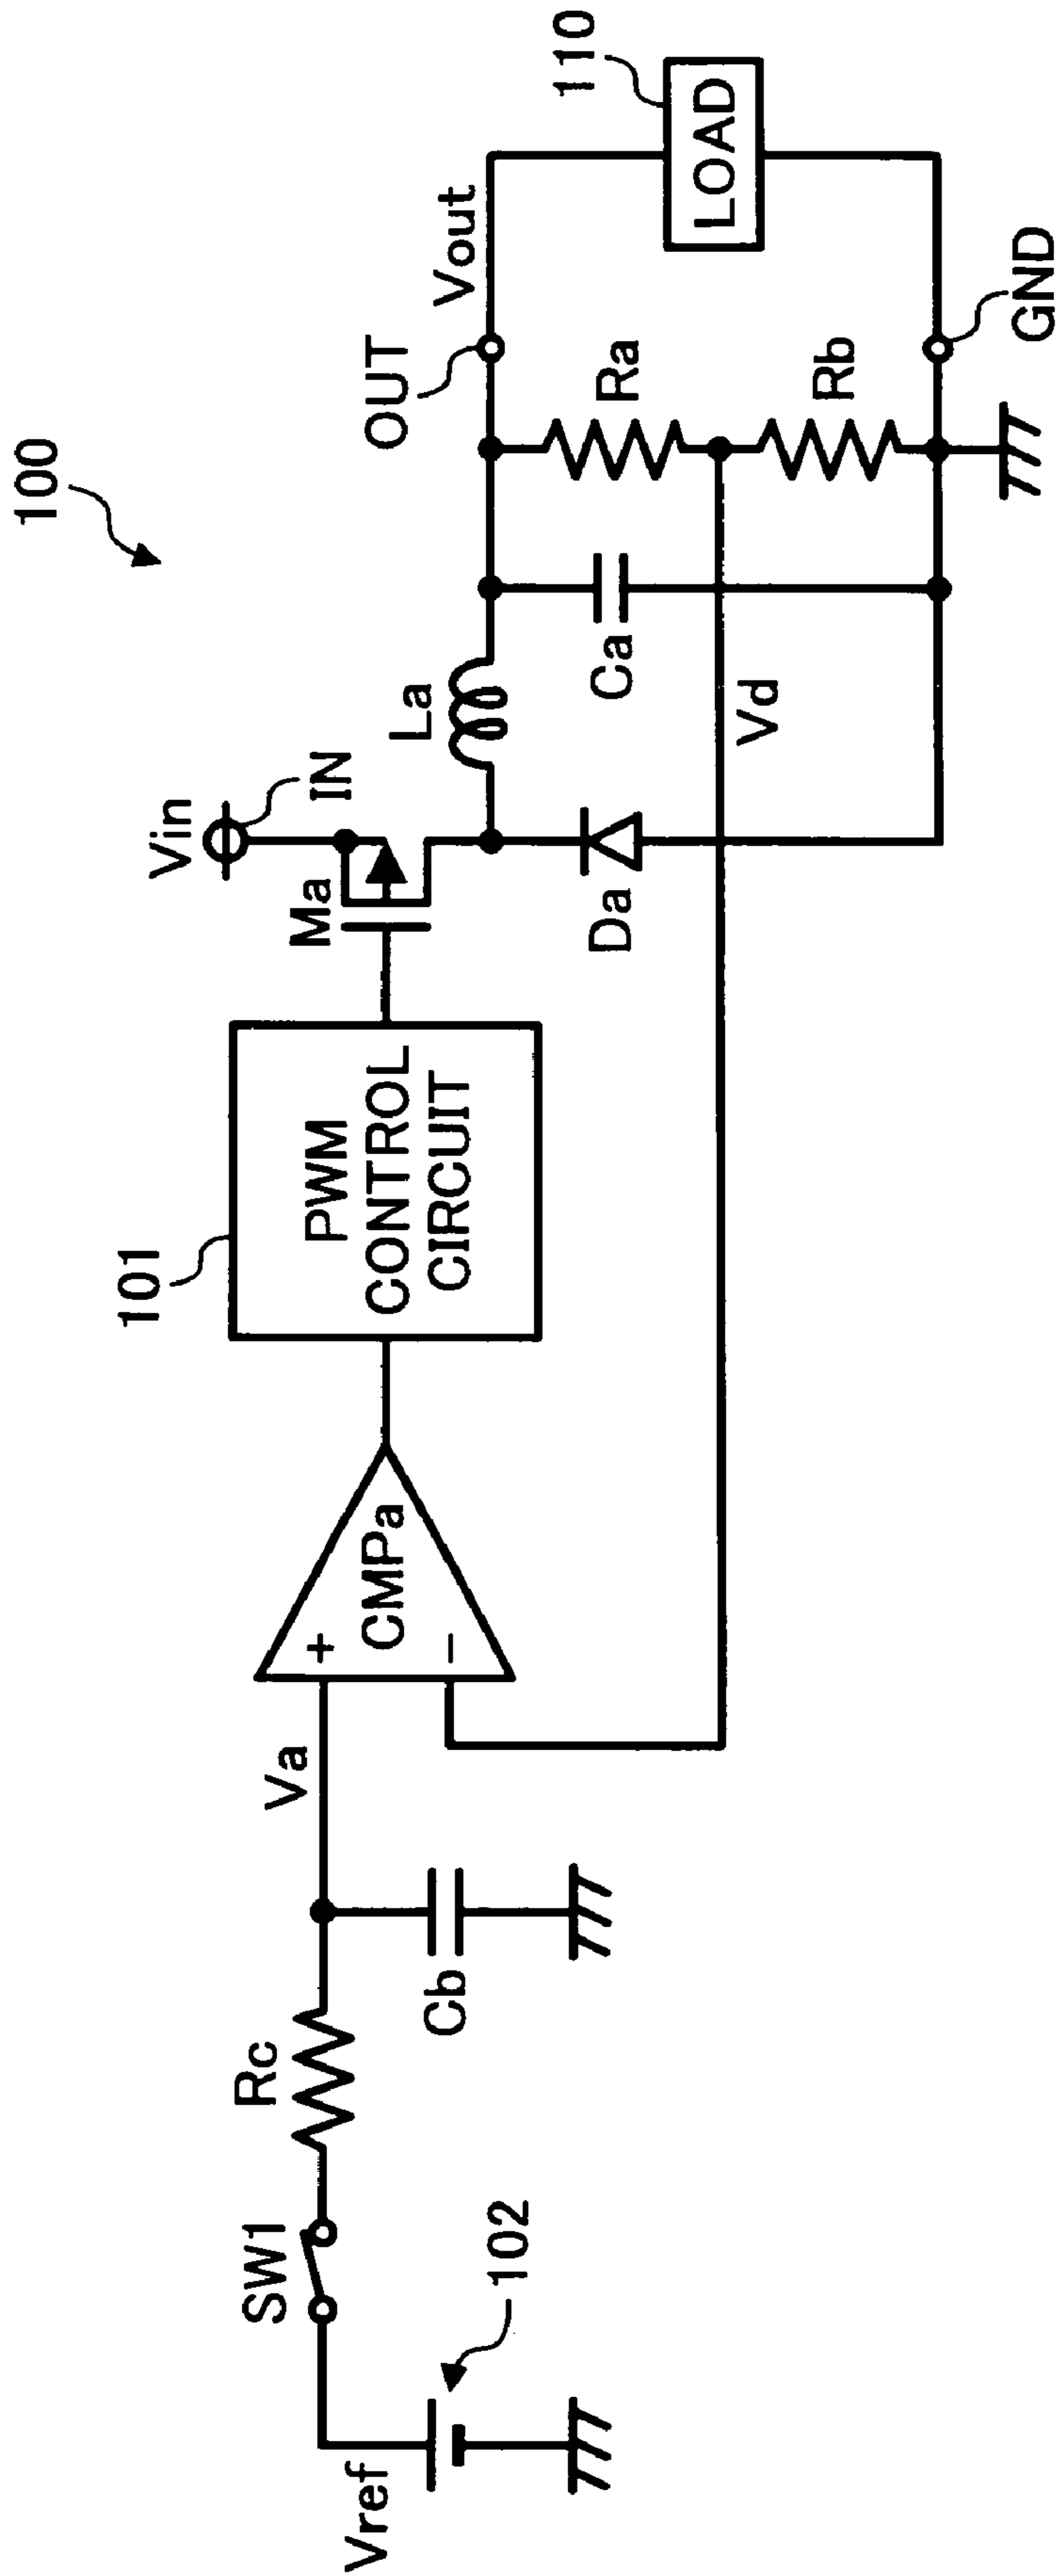 100
Vin
IN
101
Ma
La
OUT
Vout
110
PWM
CONTROL
CIRCUIT
LOAD
SW1
Rc
Va
+
CMPa
−
Da
Ca
Ra
Rb
Vref
102
Cb
Vd
GND